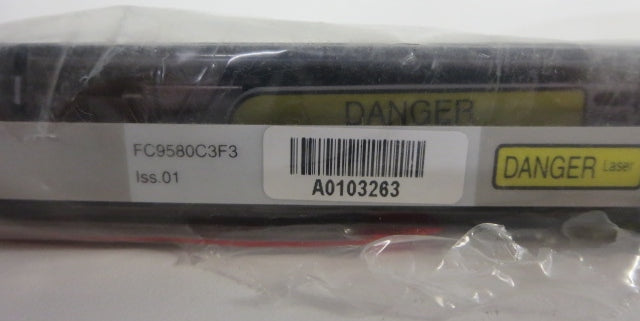 DANGER
FC9580C3F3
Iss.01
A0103263
DANGER Laser